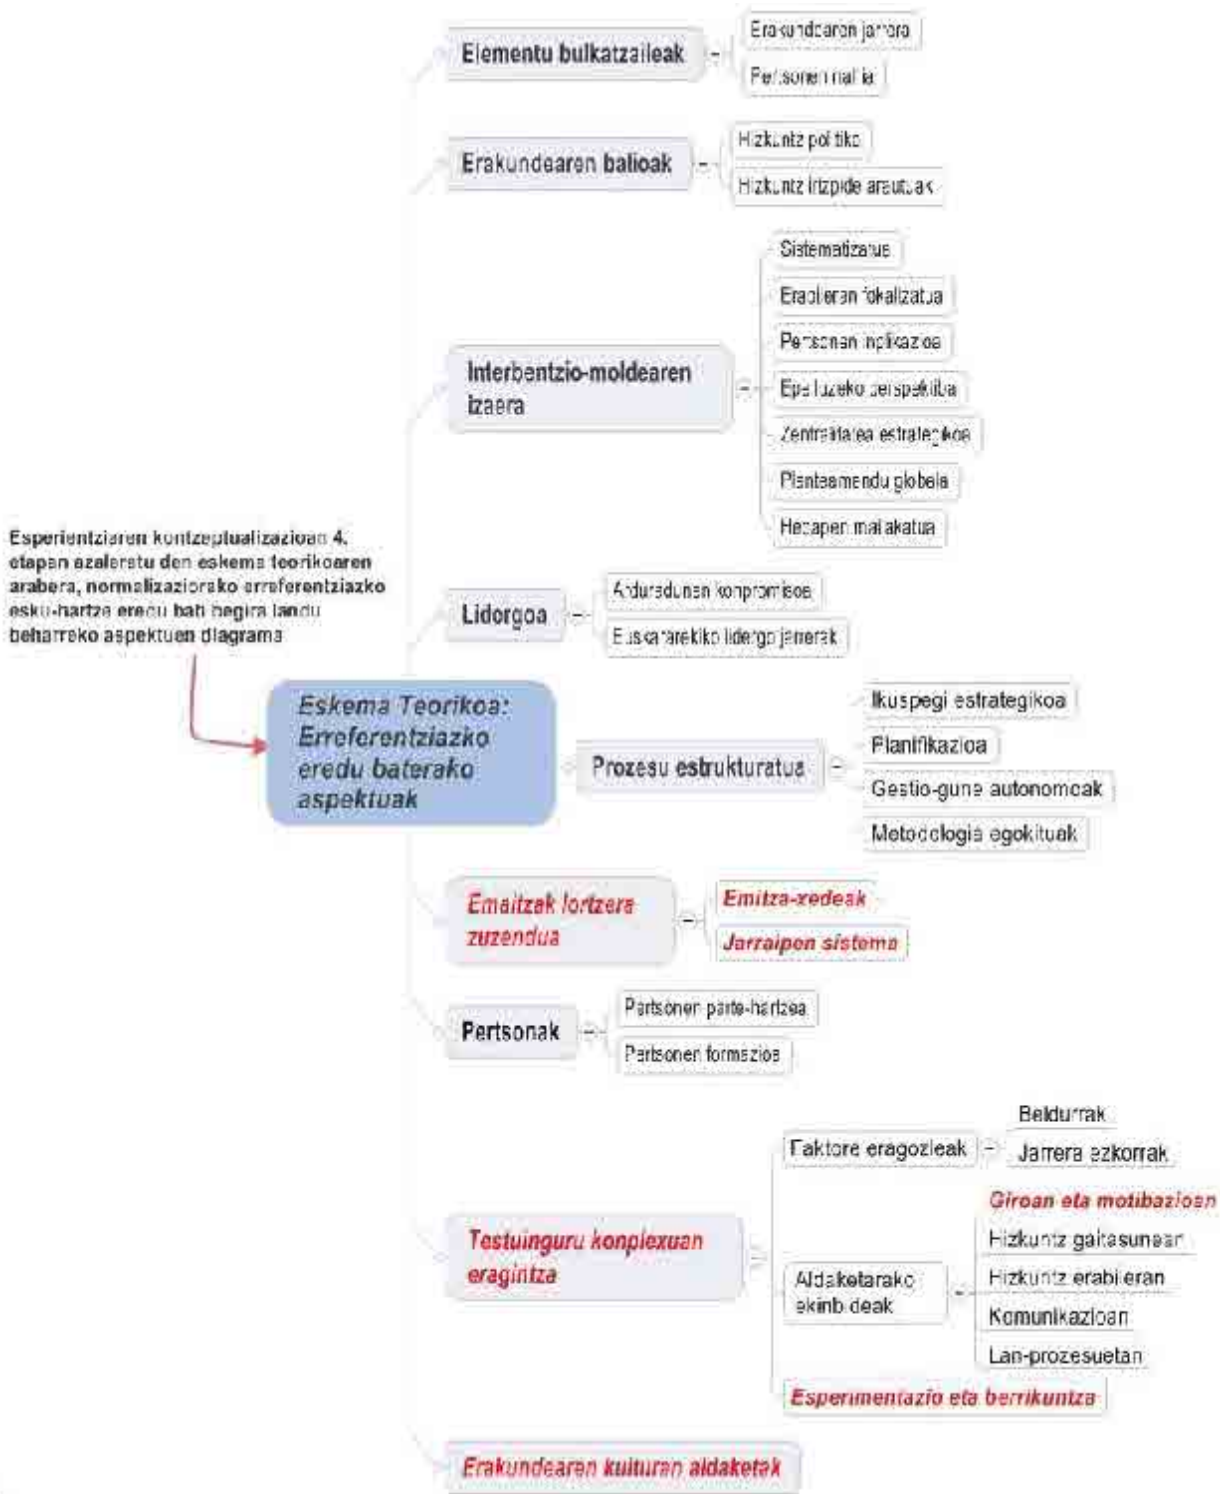 Elementu bulkatzaileak
Erakundearen jarrera
Pertsonen nahia
Erakundearen balioak
Hizkuntz politika
Hizkuntz irizpide arautuak
Interbentzio-moldearen
izaera
Sistematizatua
Erabileran fokalizatua
Pertsonen inplikazioa
Epe luzeko perspektiba
Zentralitatea estrategikoa
Planteamendu globala
Hedapen mailakatua
Esperientziaren kontzeptualizazioan 4.
etapan azaleratu den eskema teorikoaren
arabera, normalizaziorako erreferentziazko
esku-hartze eredu bati begira landu
beharreko aspektuen diagrama
Lidergoa
Arduradunen konpromisoa
Euskararekiko lidergo jarrerak
Eskema Teorikoa:
Erreferentziazko
eredu baterako
aspektuak
Prozesu estrukturatua
Ikuspegi estrategikoa
Planifikazioa
Gestio-gune autonomoak
Metodologia egokituak
Emaitzak lortzera
zuzendua
Emitza-xedeak
Jarraipen sistema
Pertsonak
Pertsonen parte-hartzea
Pertsonen formazioa
Testuinguru konplexuan
eragintza
Faktore eragozleak
Beldurrak
Jarrera ezkorrak
Aldaketarako
ekinbideak
Giroan eta motibazioan
Hizkuntz gaitasunean
Hizkuntz erabileran
Komunikazioan
Lan-prozesuetan
Esperimentazio eta berrikuntza
Erakundearen kulturan aldaketak